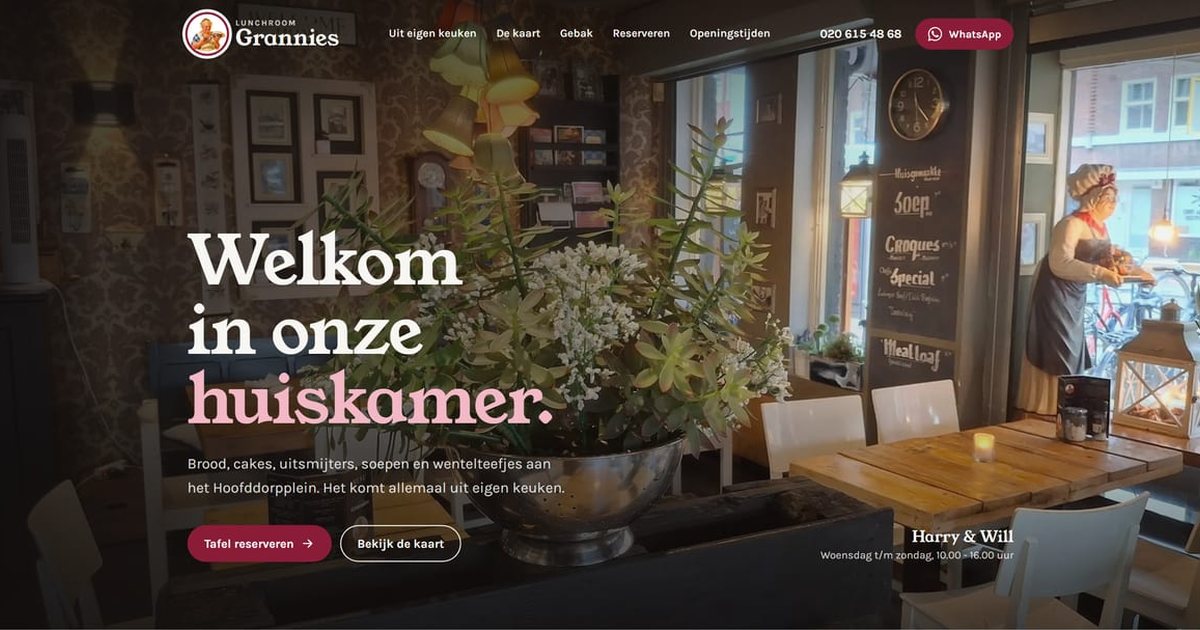 LUNCHROOM
Grannies
Uit eigen keuken
De kaart
Gebak
Reserveren
Openingstijden
020 615 48 68
WhatsApp
Huisgemaakte
Soep
Croques
Special
Meatloaf
Welkom
in onze
huiskamer.
Brood, cakes, uitsmijters, soepen en wentelteefjes aan
het Hoofddorpplein. Het komt allemaal uit eigen keuken.
Tafel reserveren →
Bekijk de kaart
Harry & Will
Woensdag t/m zondag, 10.00 - 16.00 uur